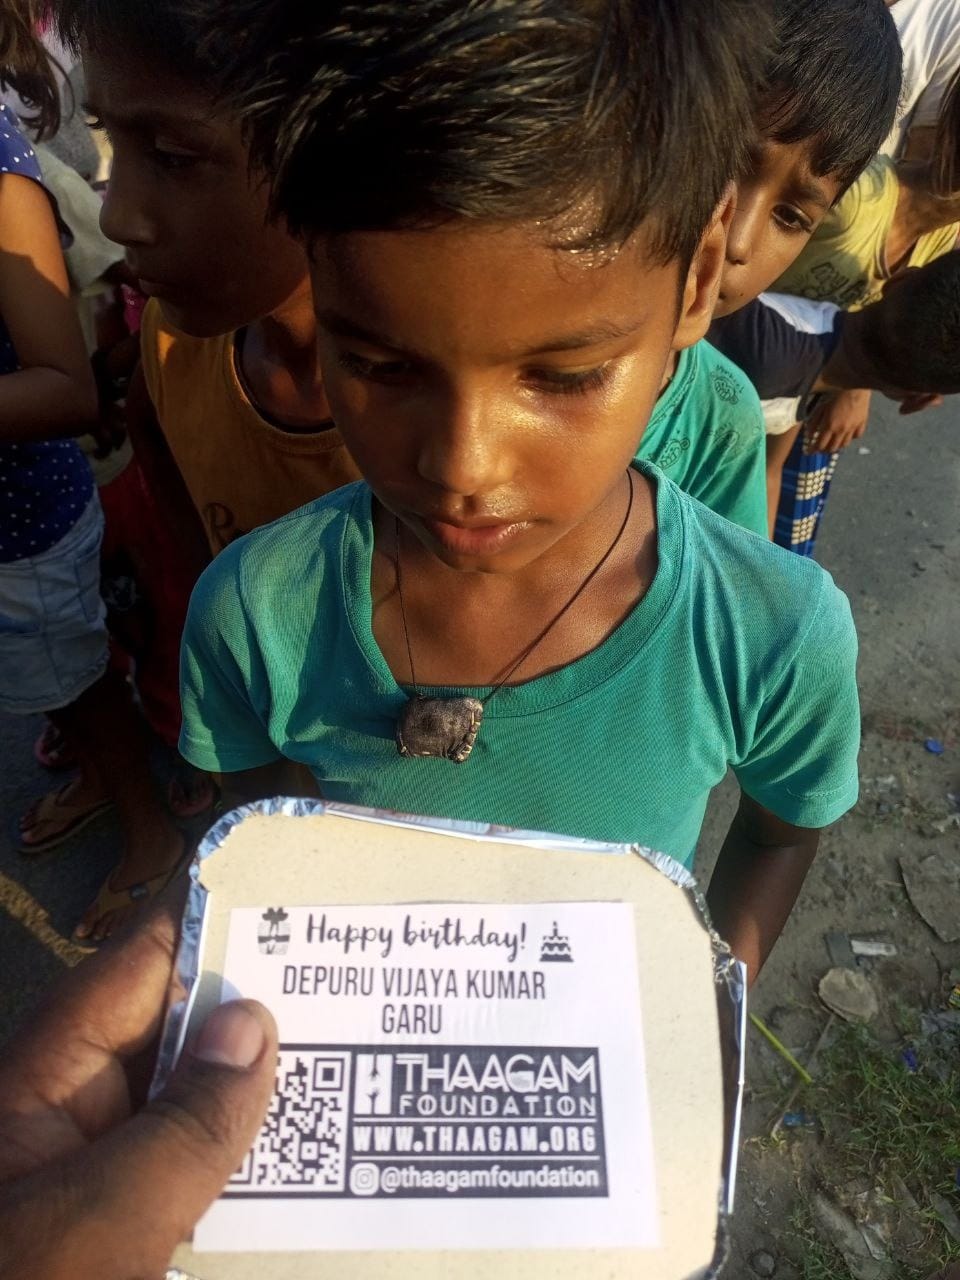 Happy birthday!
DEPURU VIJAYA KUMAR
GARU
THAAGAM
FOUNDATION
WWW.THAAGAM.ORG
@thaagamfoundation